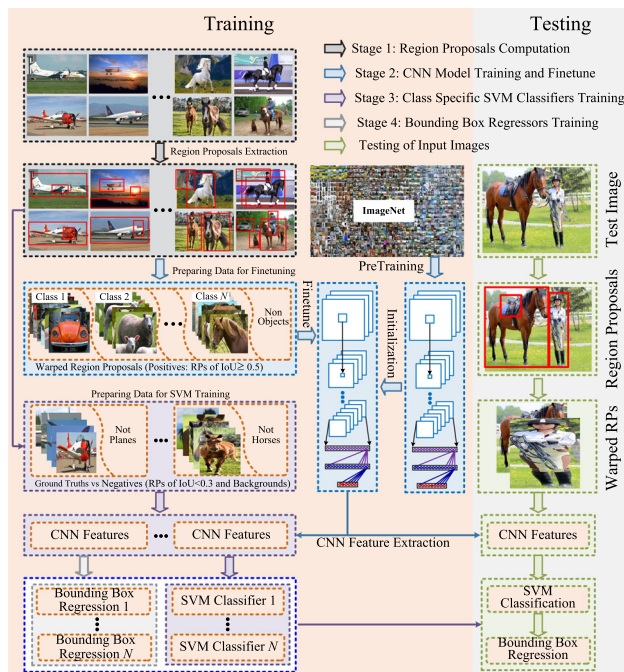 Training
Testing
Stage 1: Region Proposals Computation
Stage 2: CNN Model Training and Finetune
Stage 3: Class Specific SVM Classifiers Training
Stage 4: Bounding Box Regressors Training
Testing of Input Images
Region Proposals Extraction
ImageNet
Test Image
Preparing Data for Finetuning
PreTraining
Class 1
Class 2
Class N
Non
Objects
Warped Region Proposals (Positives: RPs of IoU≥ 0.5)
Finetune
Initialization
Region Proposals
Preparing Data for SVM Training
Not
Planes
Not
Horses
Ground Truths vs Negatives (RPs of IoU<0.3 and Backgrounds)
Warped RPs
CNN Features
CNN Features
CNN Feature Extraction
CNN Features
Bounding Box
Regression 1
Bounding Box
Regression N
SVM Classifier 1
SVM Classifier N
SVM
Classification
Bounding Box
Regression